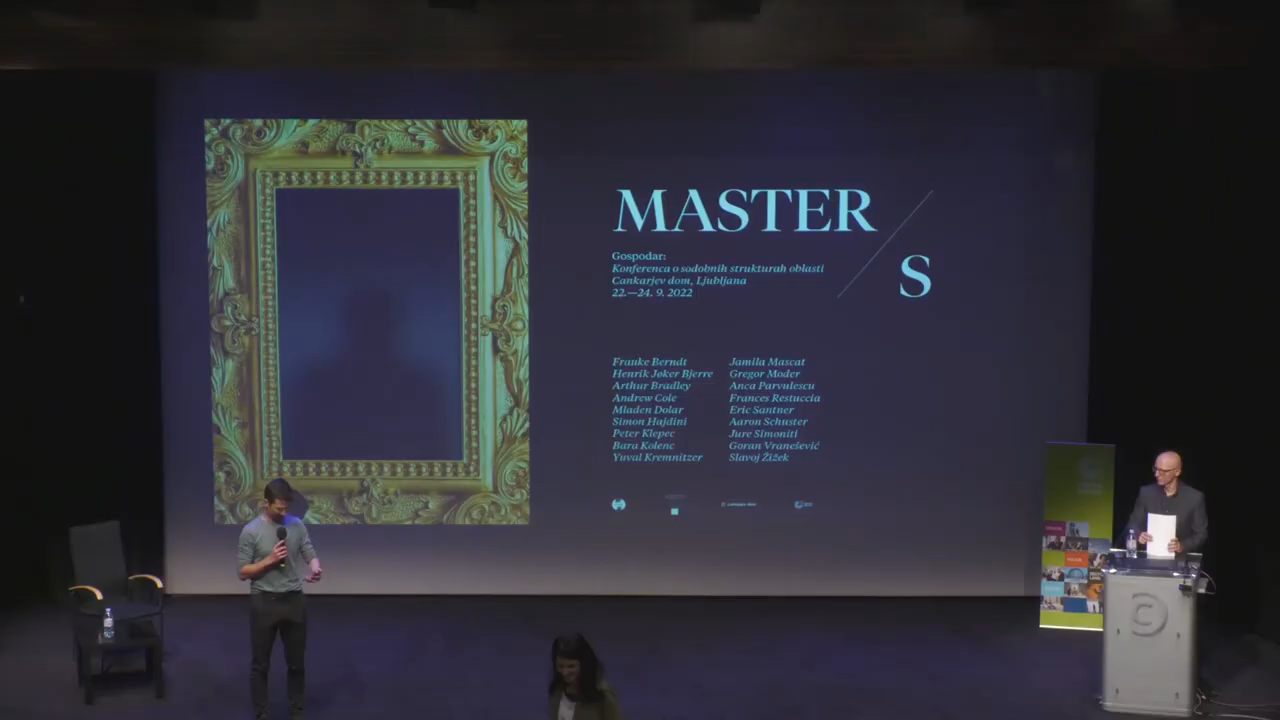 MASTER
S
Gospodar:
Konferenca o sodobnih strukturah oblasti
Cankarjev dom, Ljubljana
22.—24. 9. 2022
Frauke Berndt
Henrik Jøker Bjerre
Arthur Bradley
Andrew Cole
Mladen Dolar
Simon Hajdini
Peter Klepec
Bara Kolenc
Yuval Kremnitzer
Jamila Mascat
Gregor Moder
Anca Parvulescu
Frances Restuccia
Eric Santner
Aaron Schuster
Jure Simoniti
Goran Vranešević
Slavoj Žižek